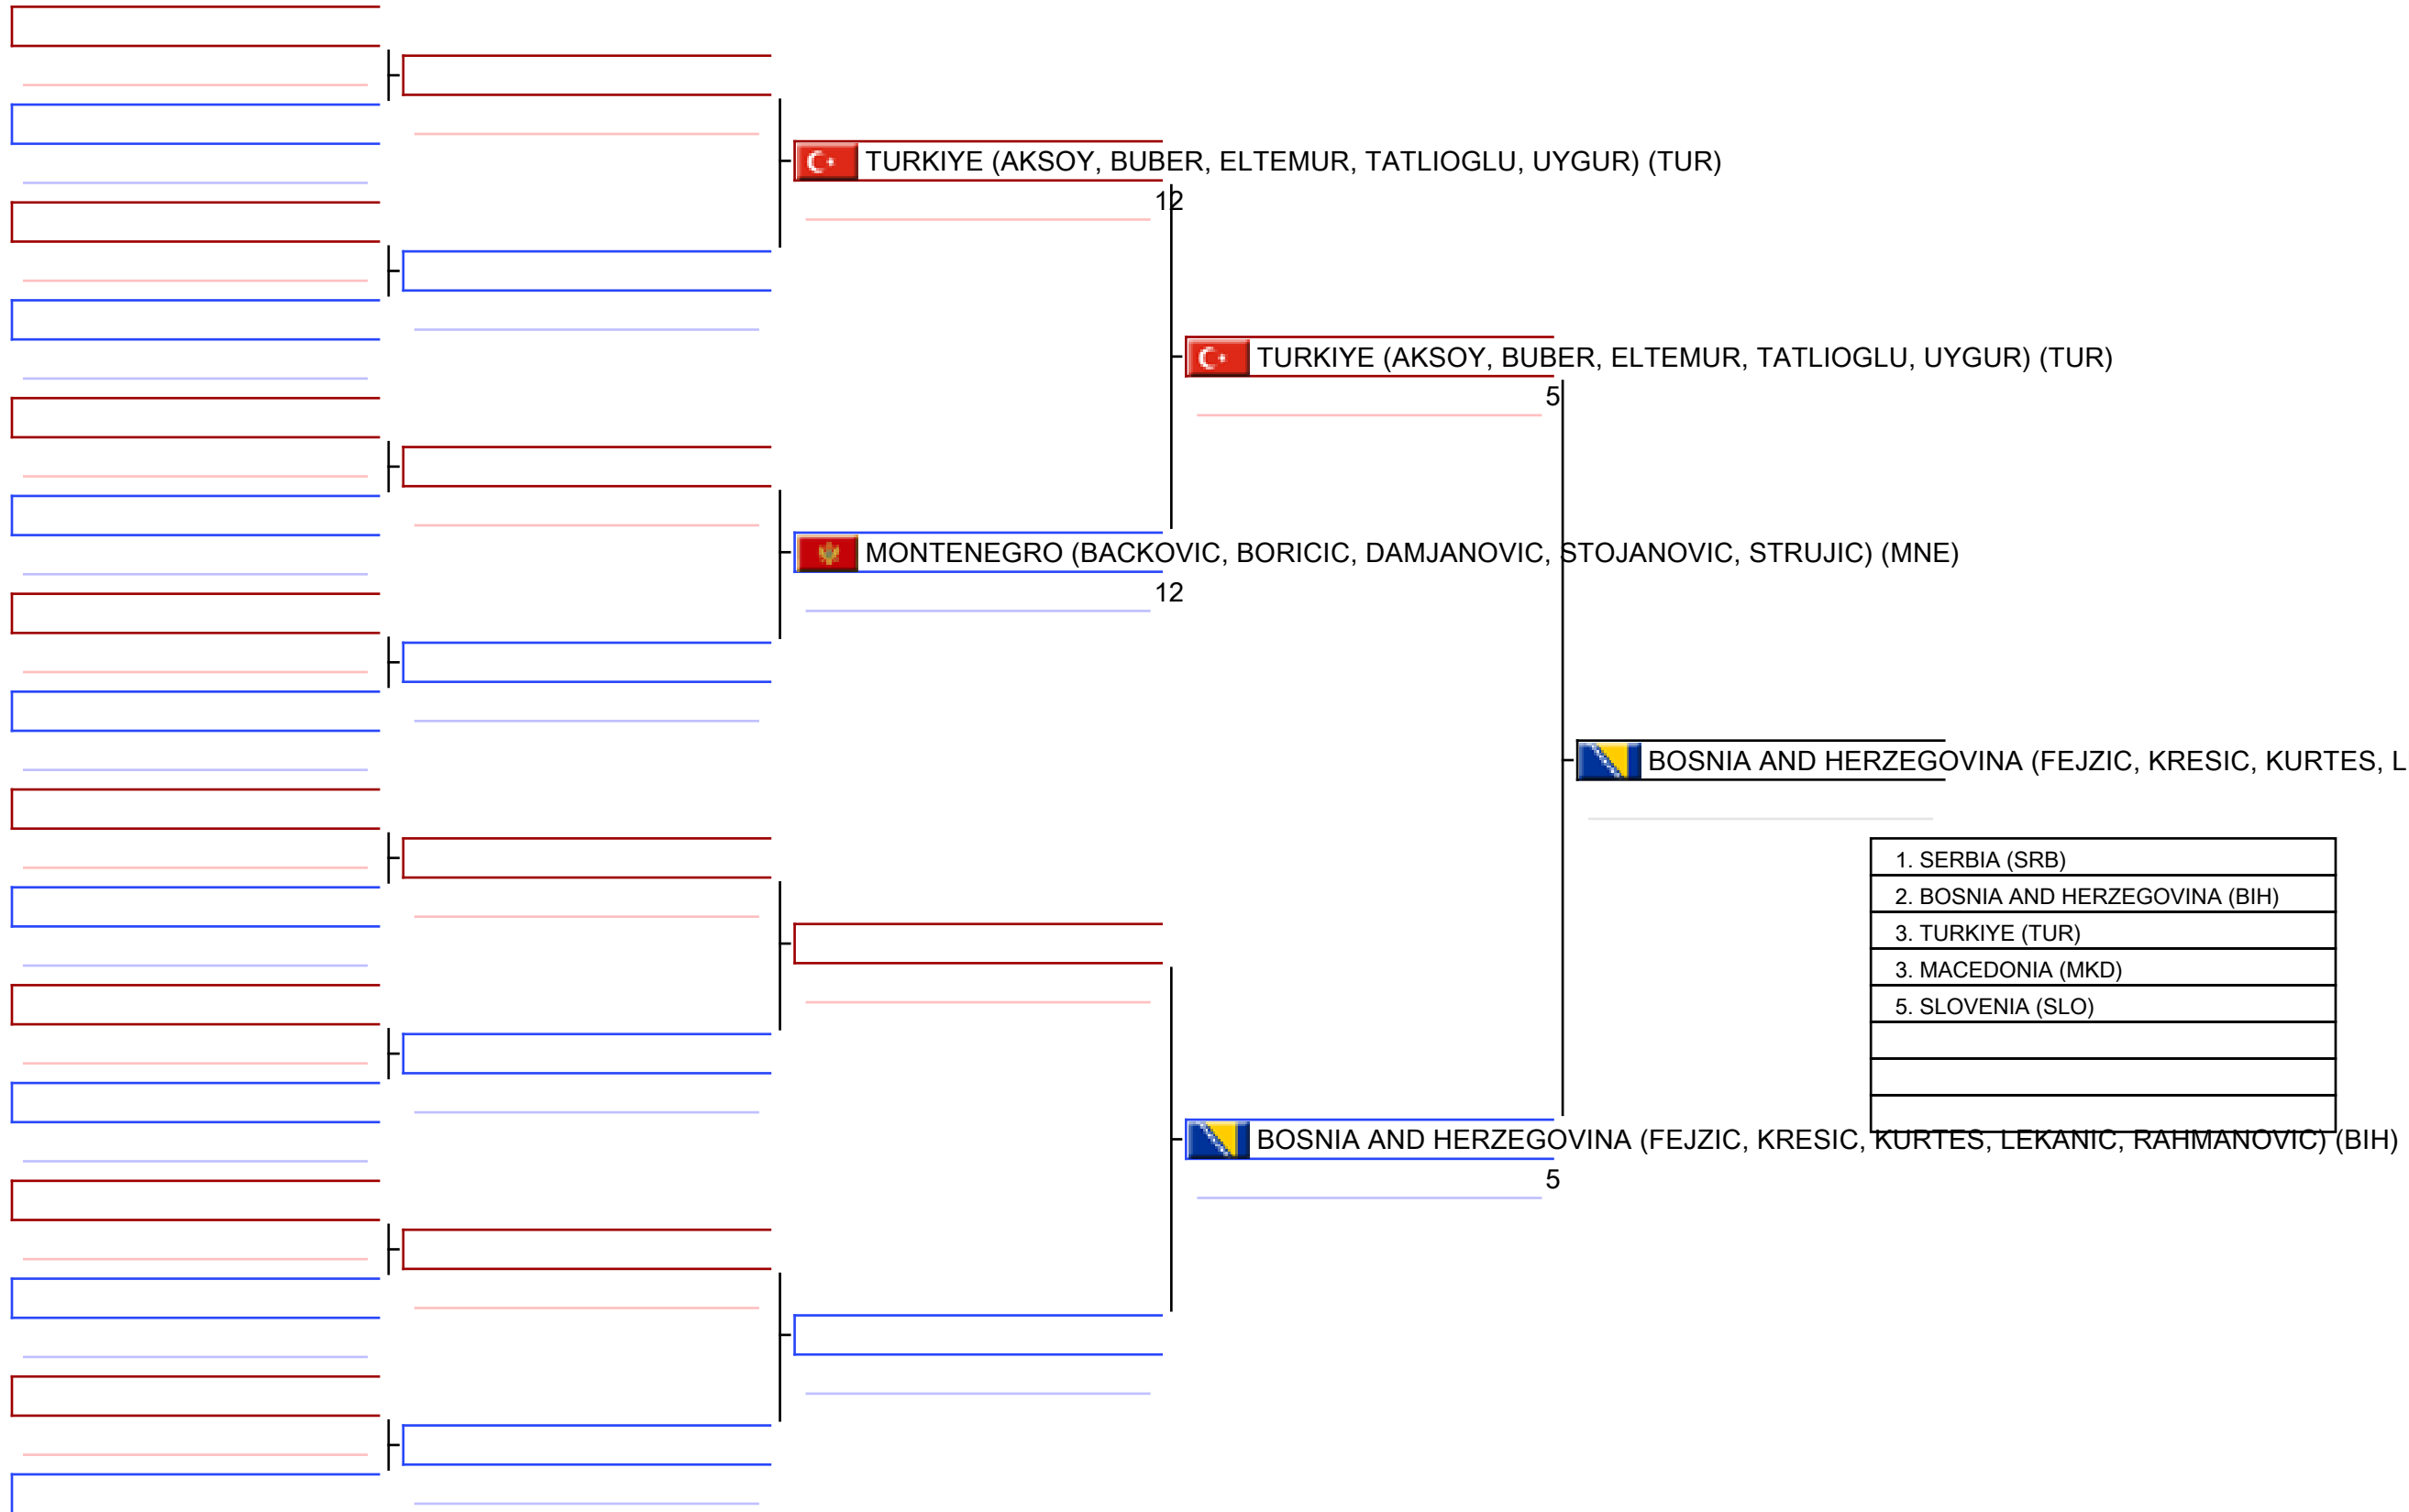 TURKIYE (AKSOY, BUBER, ELTEMUR, TATLIOGLU, UYGUR) (TUR)
12
TURKIYE (AKSOY, BUBER, ELTEMUR, TATLIOGLU, UYGUR) (TUR)
5
MONTENEGRO (BACKOVIC, BORICIC, DAMJANOVIC, STOJANOVIC, STRUJIC) (MNE)
12
BOSNIA AND HERZEGOVINA (FEJZIC, KRESIC, KURTES, L
1. SERBIA (SRB)
2. BOSNIA AND HERZEGOVINA (BIH)
3. TURKIYE (TUR)
3. MACEDONIA (MKD)
5. SLOVENIA (SLO)
BOSNIA AND HERZEGOVINA (FEJZIC, KRESIC, KURTES, LEKANIC, RAHMANOVIC) (BIH)
5